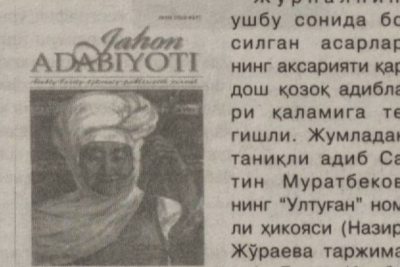 Jahon
ADABIYOTI
Журналнинг
ушбу сонида бо
силган асарлар
нинг аксарияти қар
дош қозоқ адибла
ри қаламига те
гишли. Жумладан
таниқли адиб Са
тин Муратбеков
нинг “Ултуған” ном
ли ҳикояси (Назир
Жўраева таржима